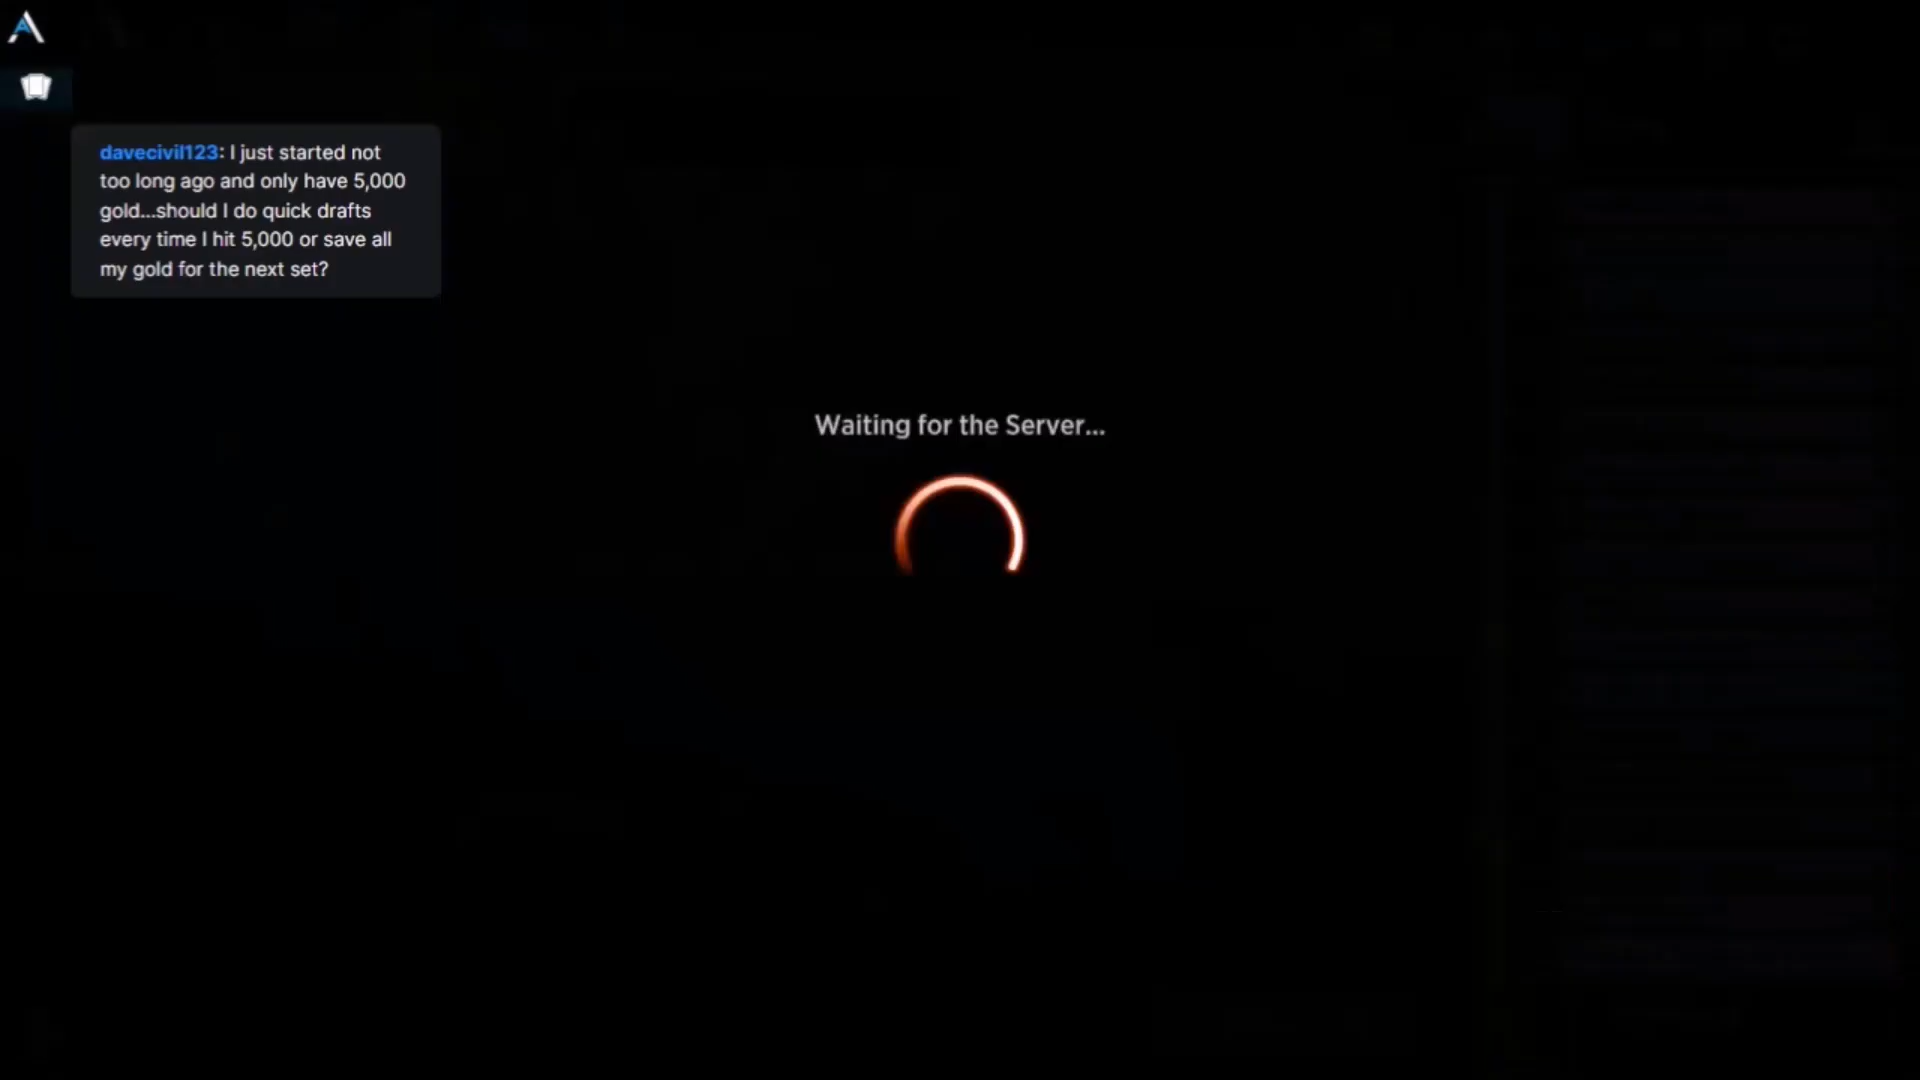 davecivil123: I just started not
too long ago and only have 5,000
gold...should I do quick drafts
every time I hit 5,000 or save all
my gold for the next set?
Waiting for the Server...